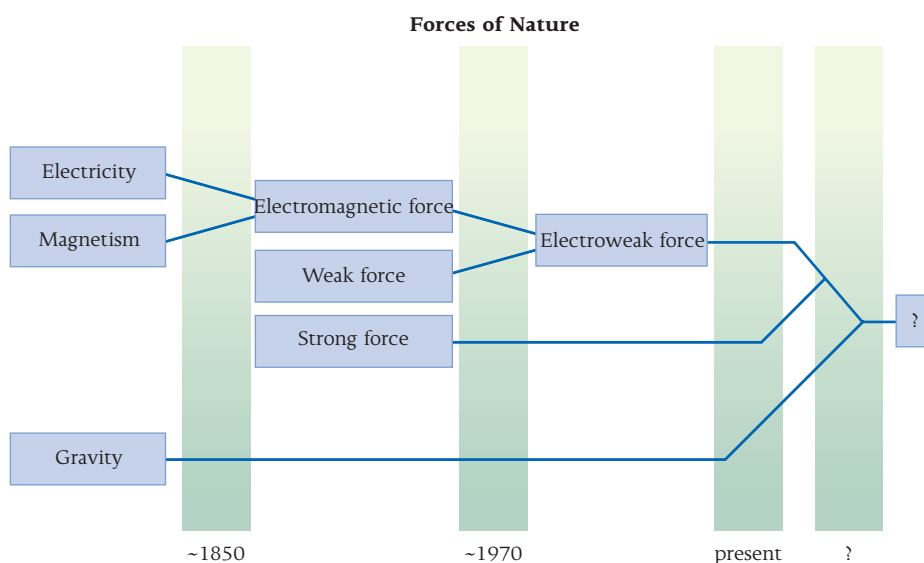 Forces of Nature
Electricity
Magnetism
Electromagnetic force
Weak force
Electroweak force
Strong force
?
Gravity
~1850
~1970
present
?